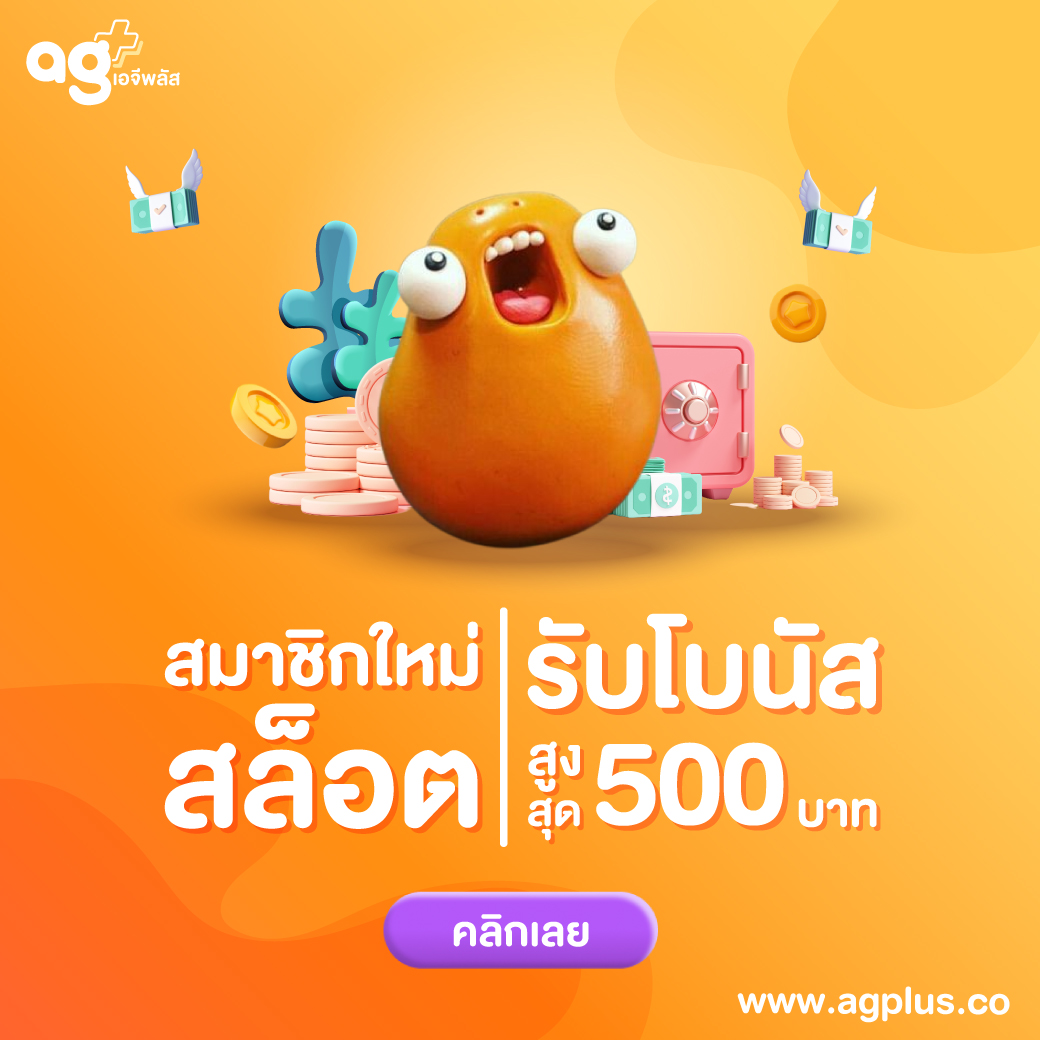 ag+
เอจีพลัส
สมาชิกใหม่
สล็อต
รับโบนัส
สูงสุด 500 บาท
คลิกเลย
www.agplus.co